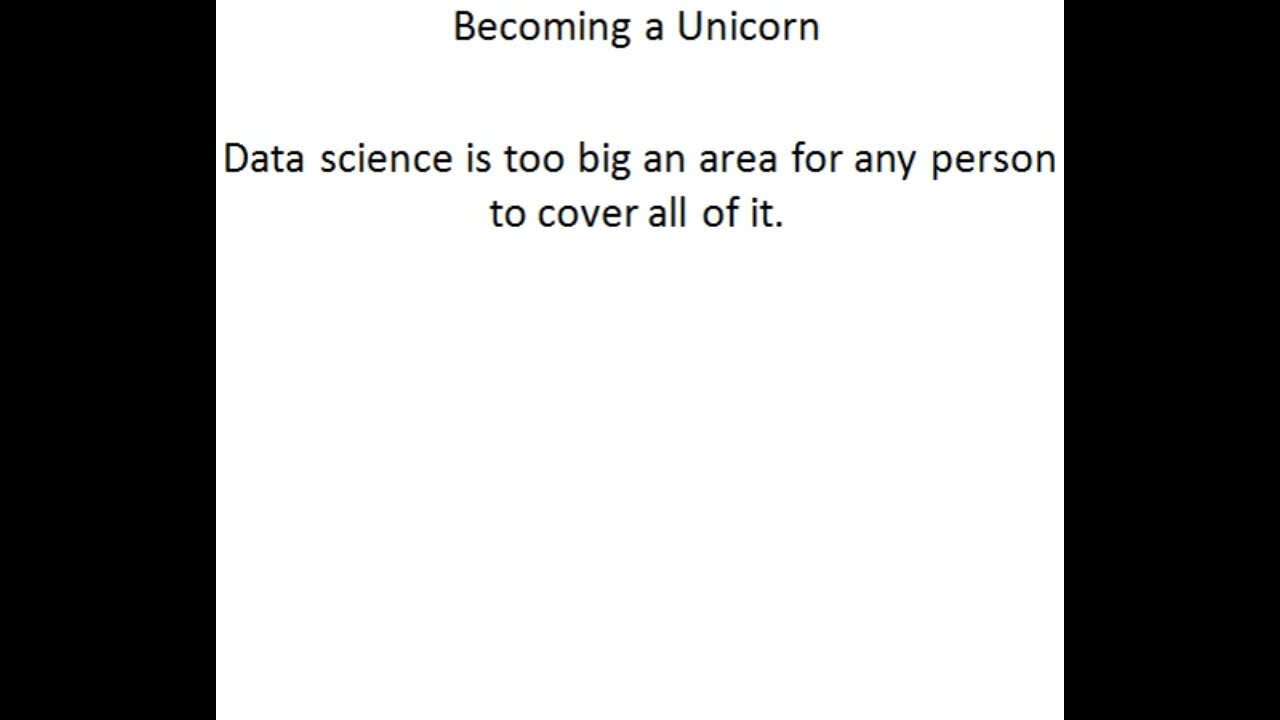 Becoming a Unicorn
Data science is too big an area for any person
to cover all of it.